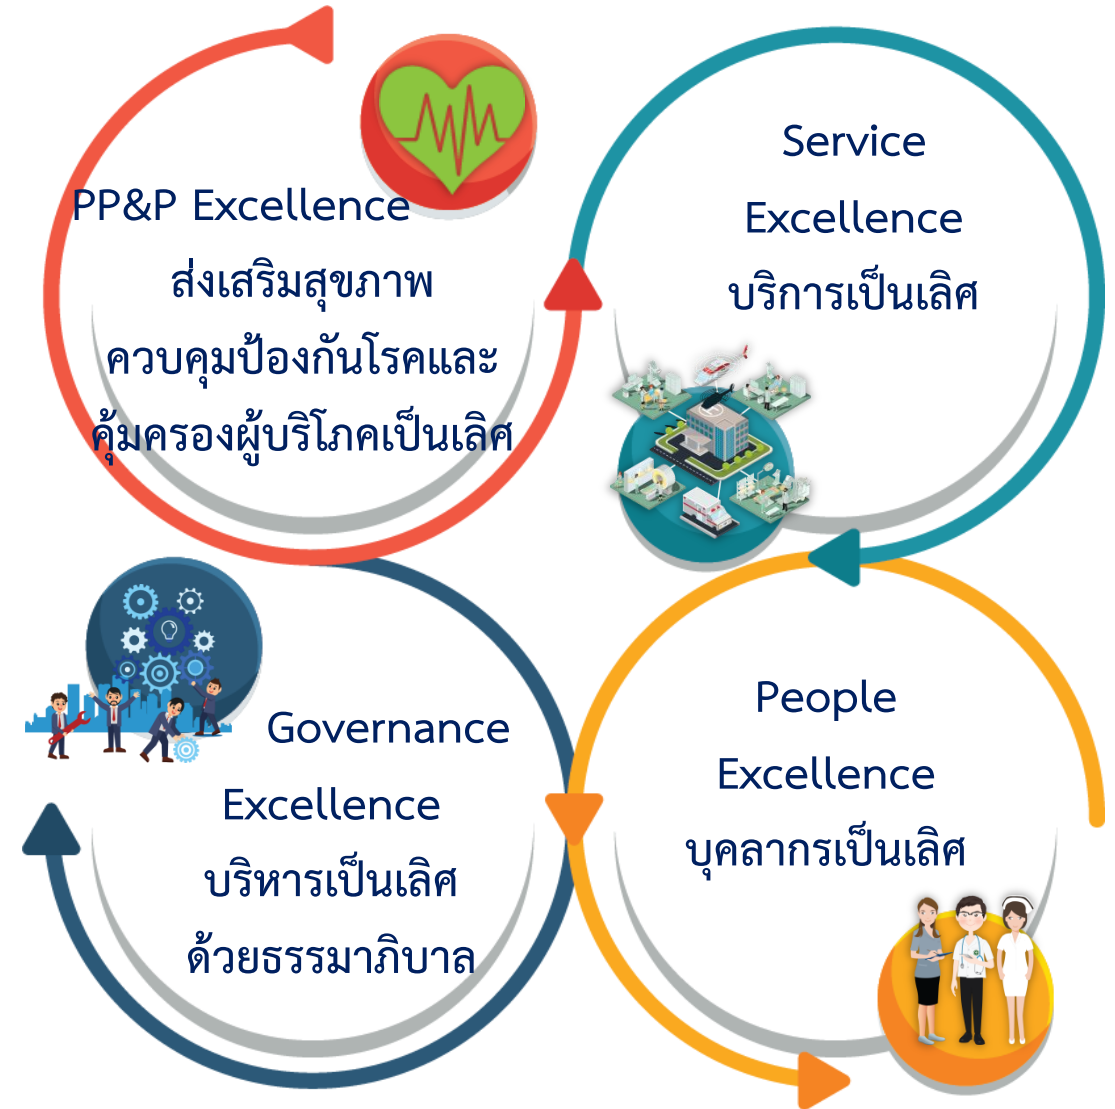 PP&P Excellence
ส่งเสริมสุขภาพ
ควบคุมป้องกันโรคและ
คุ้มครองผู้บริโภคเป็นเลิศ
Service
Excellence
บริการเป็นเลิศ
Governance
Excellence
บริหารเป็นเลิศ
ด้วยธรรมาภิบาล
People
Excellence
บุคลากรเป็นเลิศ